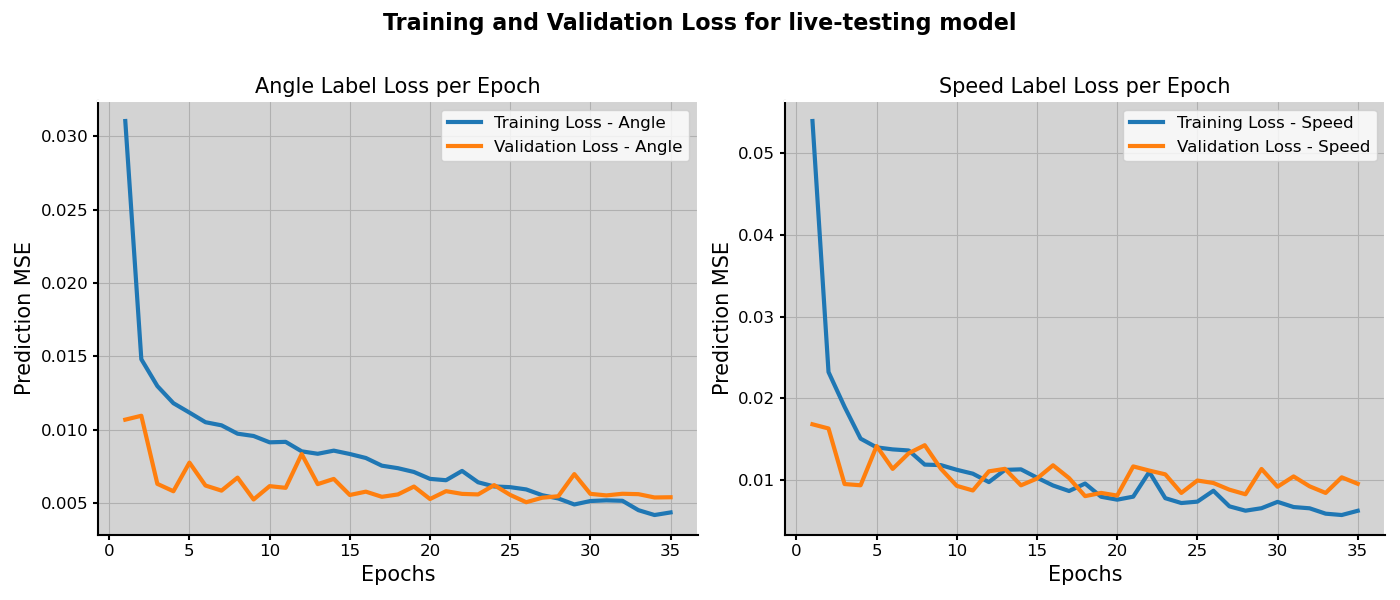 Training and Validation Loss for live-testing model
Angle Label Loss per Epoch
Training Loss - Angle
Validation Loss - Angle
Prediction MSE
0.030
0.025
0.020
0.015
0.010
0.005
0 5 10 15 20 25 30 35
Epochs
Speed Label Loss per Epoch
Training Loss - Speed
Validation Loss - Speed
Prediction MSE
0.05
0.04
0.03
0.02
0.01
0 5 10 15 20 25 30 35
Epochs